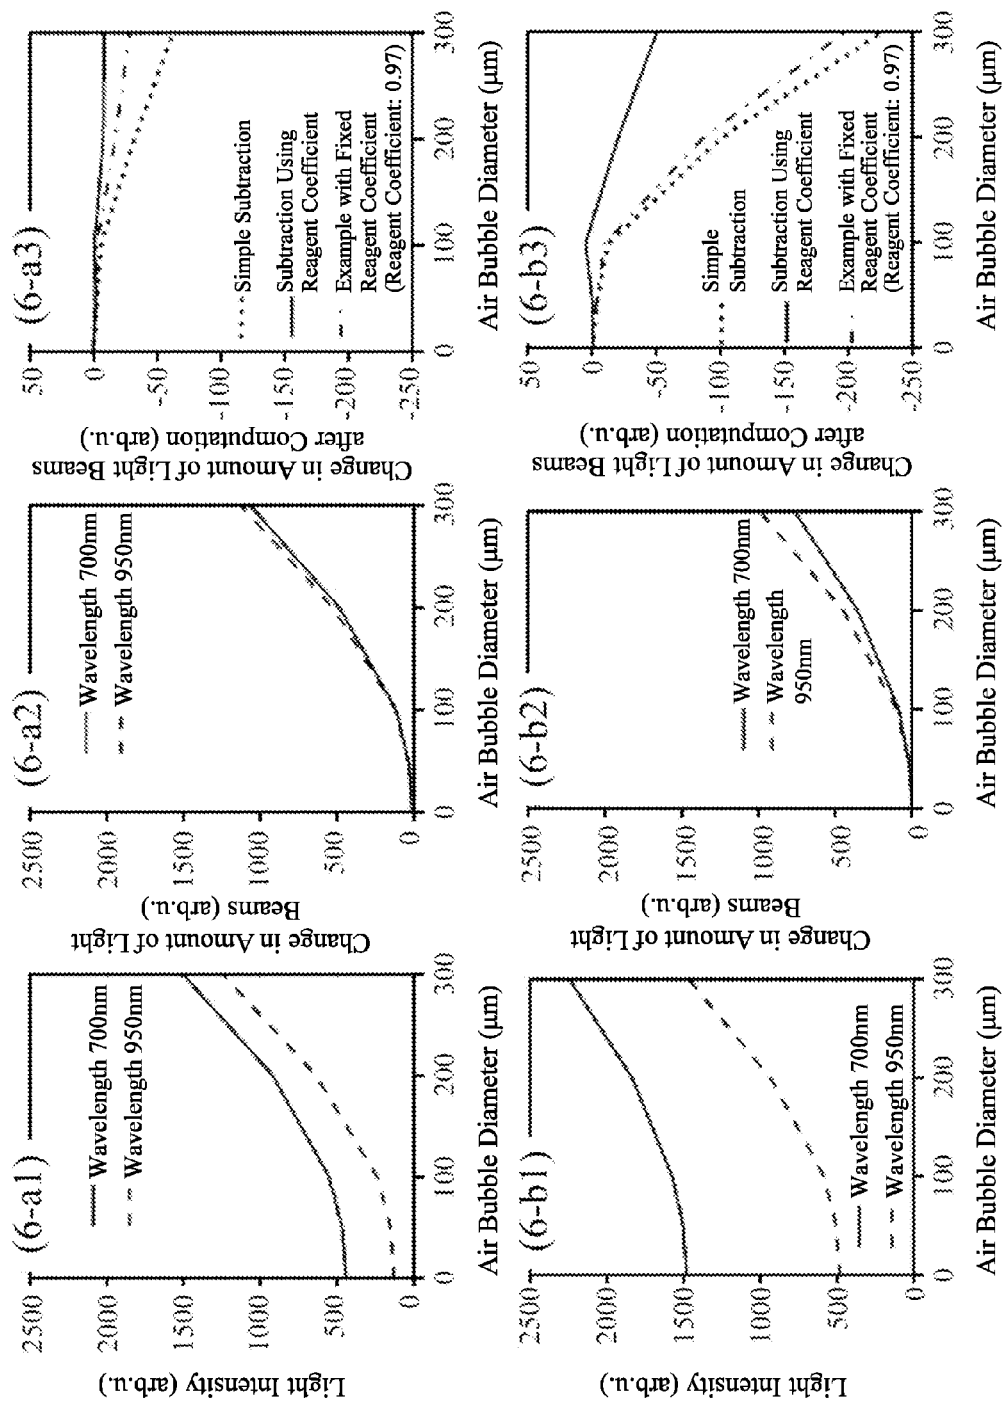 (6-a1)
2500
2000
1500
1000
500
0
Light Intensity (arb.u.)
Wavelength 700nm
Wavelength 950nm
0
100
200
300
Air Bubble Diameter (μm)
(6-a2)
2500
2000
1500
1000
500
0
Change in Amount of Light
Beams (arb.u.)
Wavelength 700nm
Wavelength 950nm
0
100
200
300
Air Bubble Diameter (μm)
(6-a3)
50
0
-50
-100
-150
-200
-250
Change in Amount of Light Beams
after Computation (arb.u.)
Simple Subtraction
Subtraction Using
Reagent Coefficient
Example with Fixed
Reagent Coefficient
(Reagent Coefficient: 0.97)
0
100
200
300
Air Bubble Diameter (μm)
(6-b1)
2500
2000
1500
1000
500
0
Light Intensity (arb.u.)
Wavelength 700nm
Wavelength 950nm
0
100
200
300
Air Bubble Diameter (μm)
(6-b2)
2500
2000
1500
1000
500
0
Change in Amount of Light
Beams (arb.u.)
Wavelength 700nm
Wavelength
950nm
0
100
200
300
Air Bubble Diameter (μm)
(6-b3)
50
0
-50
-100
-150
-200
-250
Change in Amount of Light Beams
after Computation (arb.u.)
Simple
Subtraction
Subtraction Using
Reagent Coefficient
Example with Fixed
Reagent Coefficient
(Reagent Coefficient: 0.97)
0
100
200
300
Air Bubble Diameter (μm)